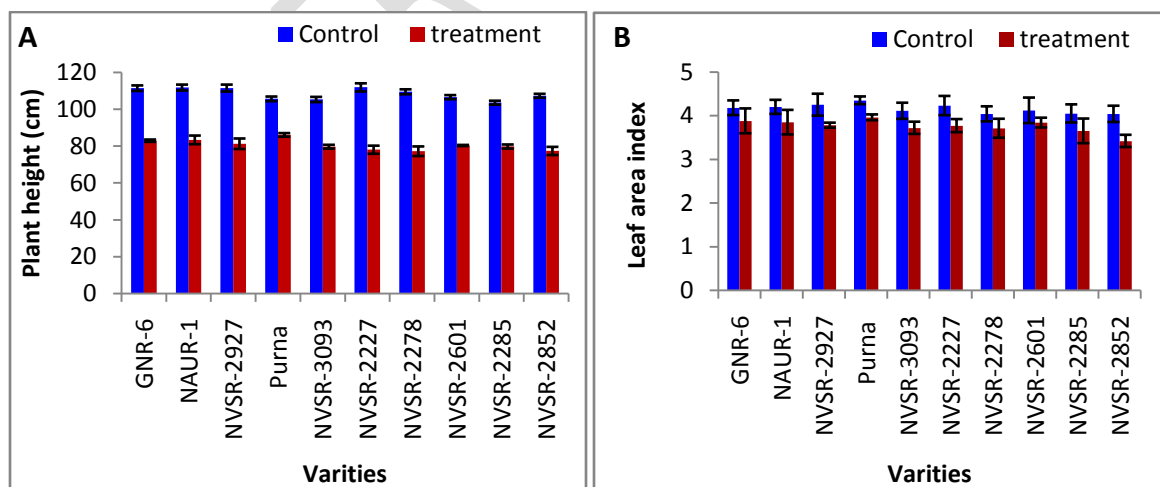 A
Control treatment
Plant height (cm)
120
100
80
60
40
20
0
GNR-6
NAUR-1
NVSR-2927
Purna
NVSR-3093
NVSR-2227
NVSR-2278
NVSR-2601
NVSR-2285
NVSR-2852
Varities
B
Control treatment
Leaf area index
5
4
3
2
1
0
GNR-6
NAUR-1
NVSR-2927
Purna
NVSR-3093
NVSR-2227
NVSR-2278
NVSR-2601
NVSR-2285
NVSR-2852
Varities